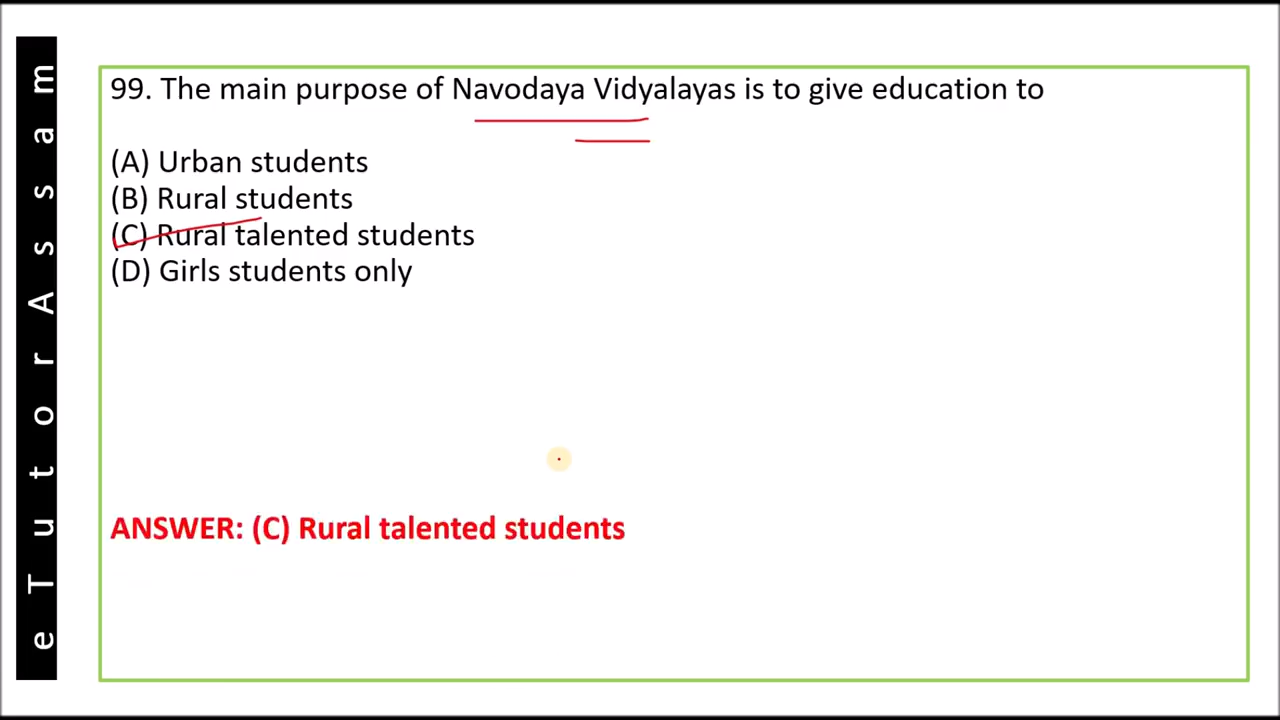 eTutorAssam
99. The main purpose of Navodaya Vidyalayas is to give education to
(A) Urban students
(B) Rural students
(C) Rural talented students
(D) Girls students only
ANSWER: (C) Rural talented students